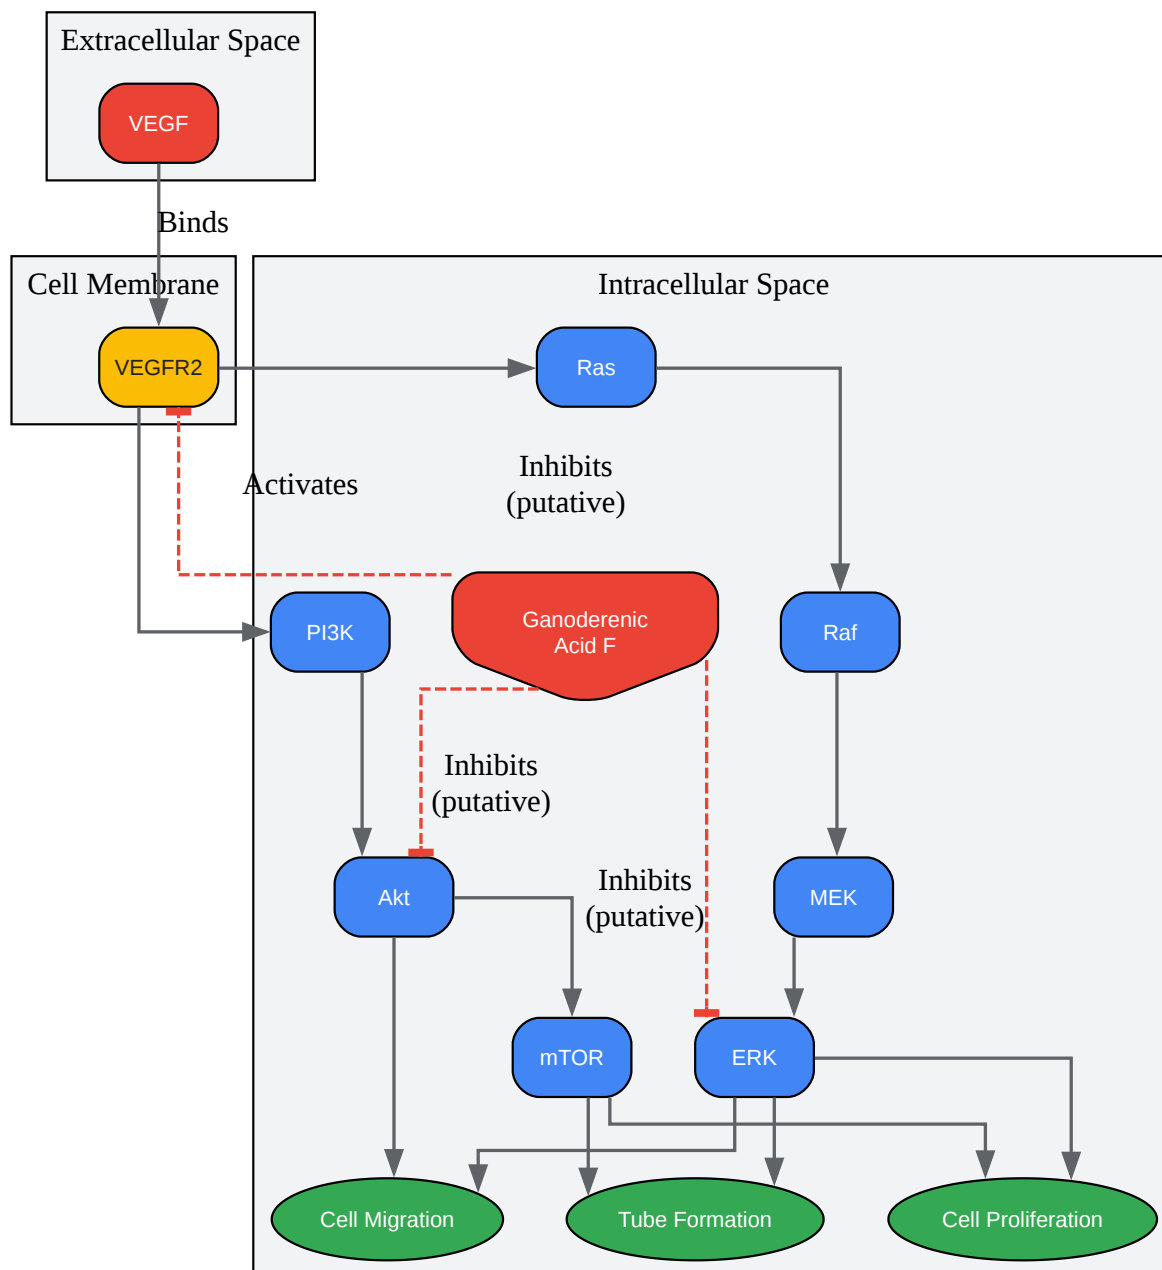 Extracellular Space
VEGF
Binds
Cell Membrane
Intracellular Space
VEGFR2
Ras
Activates
Inhibits
(putative)
PI3K
Ganoderenic
Acid F
Raf
Inhibits
(putative)
Akt
Inhibits
(putative)
MEK
mTOR
ERK
Cell Migration
Tube Formation
Cell Proliferation